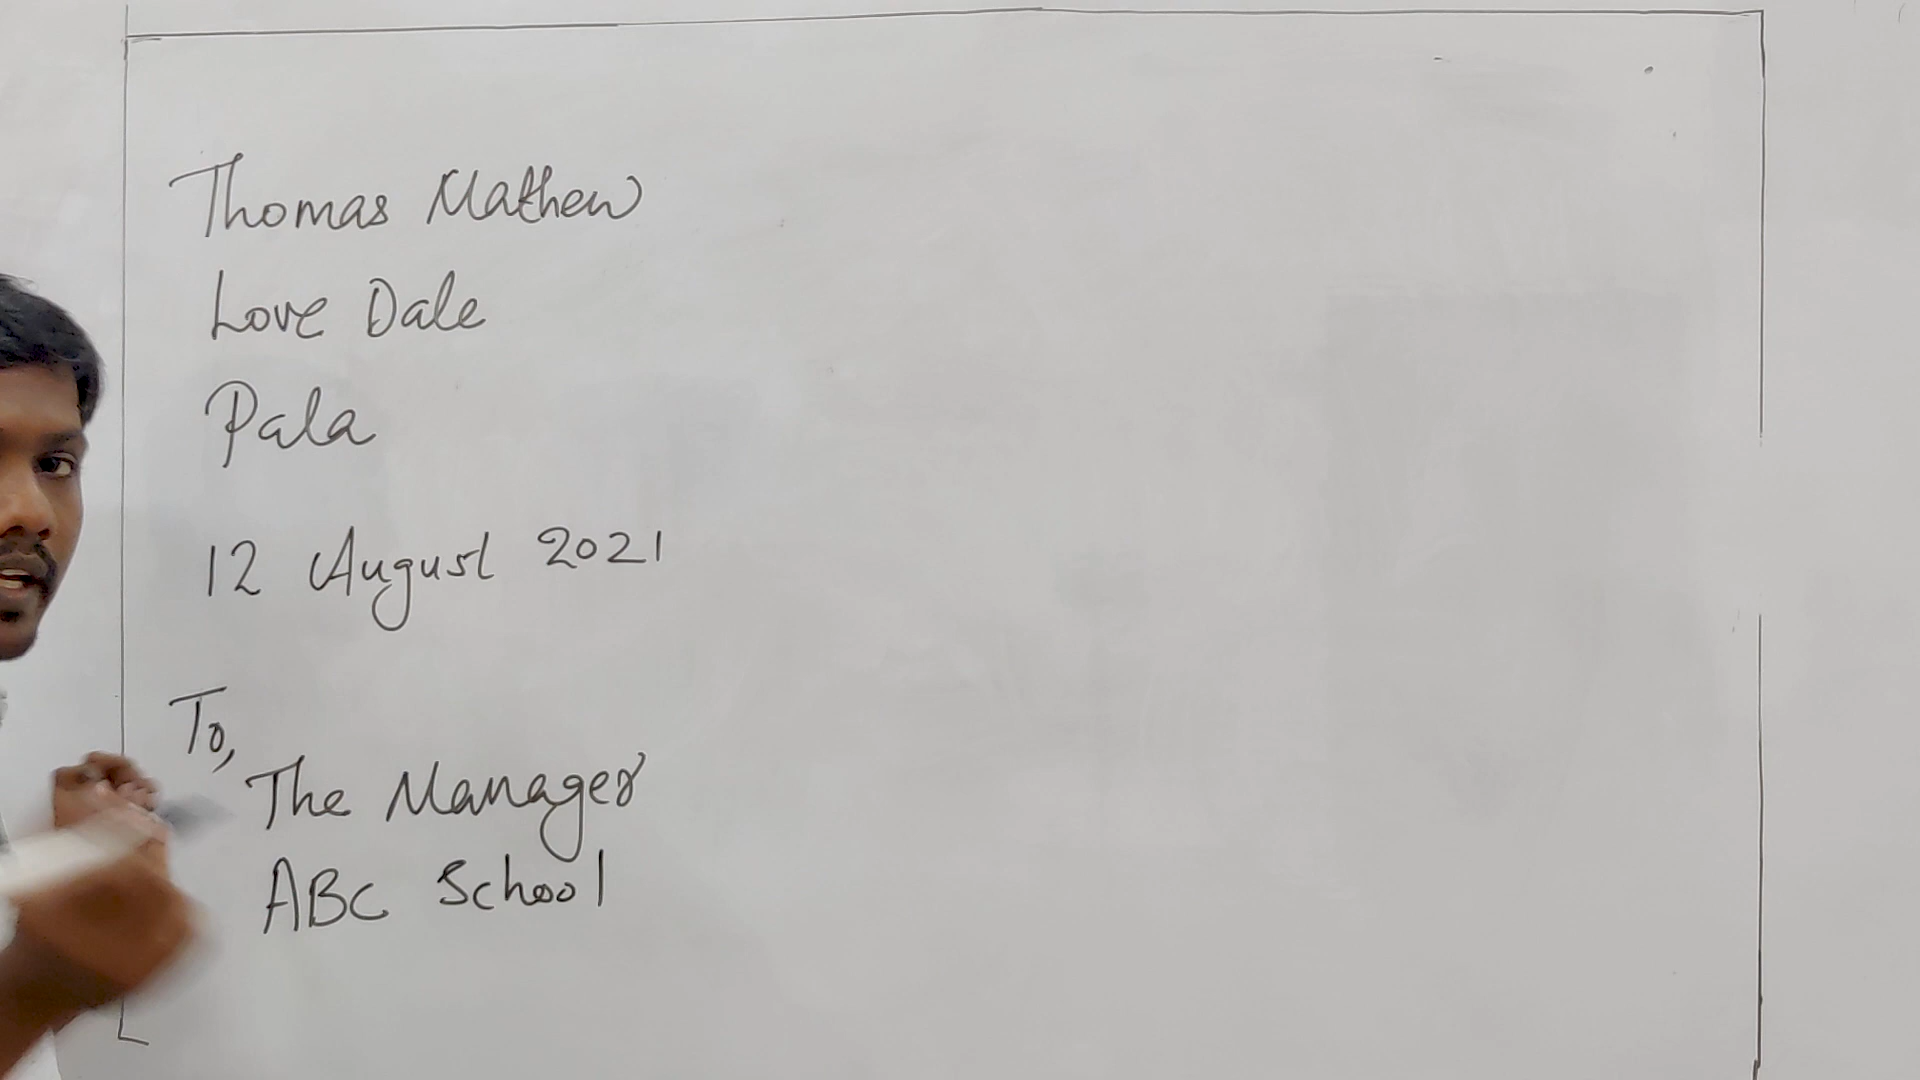 Thomas Mathew
Love Dale
Pala
12 August 2021
To,
The Manager
ABC School